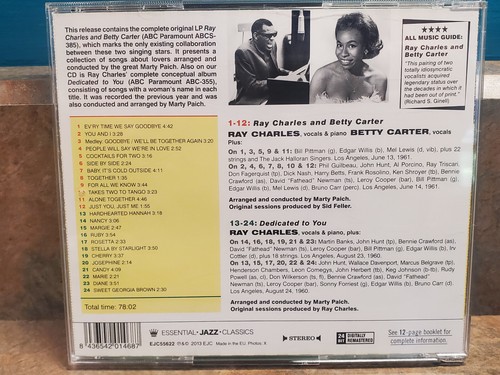 This release contains the complete original LP Ray
Charles and Betty Carter (ABC Paramount ABCS-
385), which marks the only existing collaboration
between these two singing stars. It presents a
collection of songs about lovers arranged and
conducted by the great Marty Paich. Also on our
CD is Ray Charles' complete conceptual album
Dedicated to You (ABC Paramount ABC-355),
consisting of songs with a woman's name in each
title. It was recorded the previous year and was
also conducted and arranged by Marty Paich.
1 EV'RY TIME WE SAY GOODBYE 4:42
2 YOU AND I 3:28
3 Medley: GOODBYE / WE'LL BE TOGETHER AGAIN 3:20
4 PEOPLE WILL SAY WE'RE IN LOVE 2:52
5 COCKTAILS FOR TWO 3:16
6 SIDE BY SIDE 2:24
7 BABY, IT'S COLD OUTSIDE 4:11
8 TOGETHER 1:35
9 FOR ALL WE KNOW 3:44
10 TAKES TWO TO TANGO 3:23
11 ALONE TOGETHER 4:46
12 JUST YOU, JUST ME 1:55
13 HARDHEARTED HANNAH 3:16
14 NANCY 3:08
15 MARGIE 2:47
16 RUBY 3:54
17 ROSETTA 2:33
18 STELLA BY STARLIGHT 3:50
19 CHERRY 3:37
20 JOSEPHINE 2:14
21 CANDY 4:09
22 MARIE 2:21
23 DIANE 3:51
24 SWEET GEORGIA BROWN 2:30
Total time: 78:02
★★★★
ALL MUSIC GUIDE:
Ray Charles and
Betty Carter
"This pairing of two
totally idiosyncratic
vocalists acquired
legendary status over
the decades in which it
had been out of print."
(Richard S. Ginell)
1-12: Ray Charles and Betty Carter
RAY CHARLES, vocals & piano BETTY CARTER, vocals
Plus:
On 1, 3, 5, 9 & 11: Bill Pittman (g), Edgar Willis (b), Mel Lewis (d, vib), plus 22
strings and The Jack Halloran Singers. Los Angeles, June 13, 1961.
On 2, 4, 6, 7, 8, 10 & 12: Phil Guilbeau, John Hunt, Al Porcino, Ray Triscari,
Don Fagerquist (tp), Dick Nash, Harry Betts, Frank Rosolino, Ken Shroyer (tb), Bennie
Crawford (as), David "Fathead" Newman (ts), Leroy Cooper (bar), Bill Pittman (g),
Edgar Willis (b), Mel Lewis (d), Bruno Carr (perc). Los Angeles, June 14, 1961.
Arranged and conducted by Marty Paich.
Original sessions produced by Sid Feller.
13-24: Dedicated to You
RAY CHARLES, vocals & piano, plus:
On 14, 16, 18, 19, 21 & 23: Martin Banks, John Hunt (tp), Bennie Crawford (as),
David "Fathead" Newman (ts), Leroy Cooper (bar), Bill Pittman (g), Edgar Willis (b), Irv
Cottler (d), plus 18 strings. Los Angeles, August 23, 1960.
On 13, 15, 17, 20, 22 & 24: John Hunt, Wallace Davenport, Marcus Belgrave (tp),
Henderson Chambers, Leon Comegys, John Herbert (tb), Keg Johnson (b-tb), Rudy
Powell (as, cl), Don Wilkerson (ts, fl), Bennie Crawford (as), David "Fathead"
Newman (ts), Leroy Cooper (bar), Sonny Forrest (g), Edgar Willis (b), Bruno Carr (d).
Los Angeles, August 24, 1960.
Arranged and conducted by Marty Paich.
Original sessions produced by Ray Charles.
8 436542 014687
ESSENTIAL·JAZZ·CLASSICS
EJC55622 ℗&© 2013 EJC. Made in the EU. Photos: X
STEREO
24 BIT
DIGITALLY REMASTERED
See 12-page booklet for
complete information.